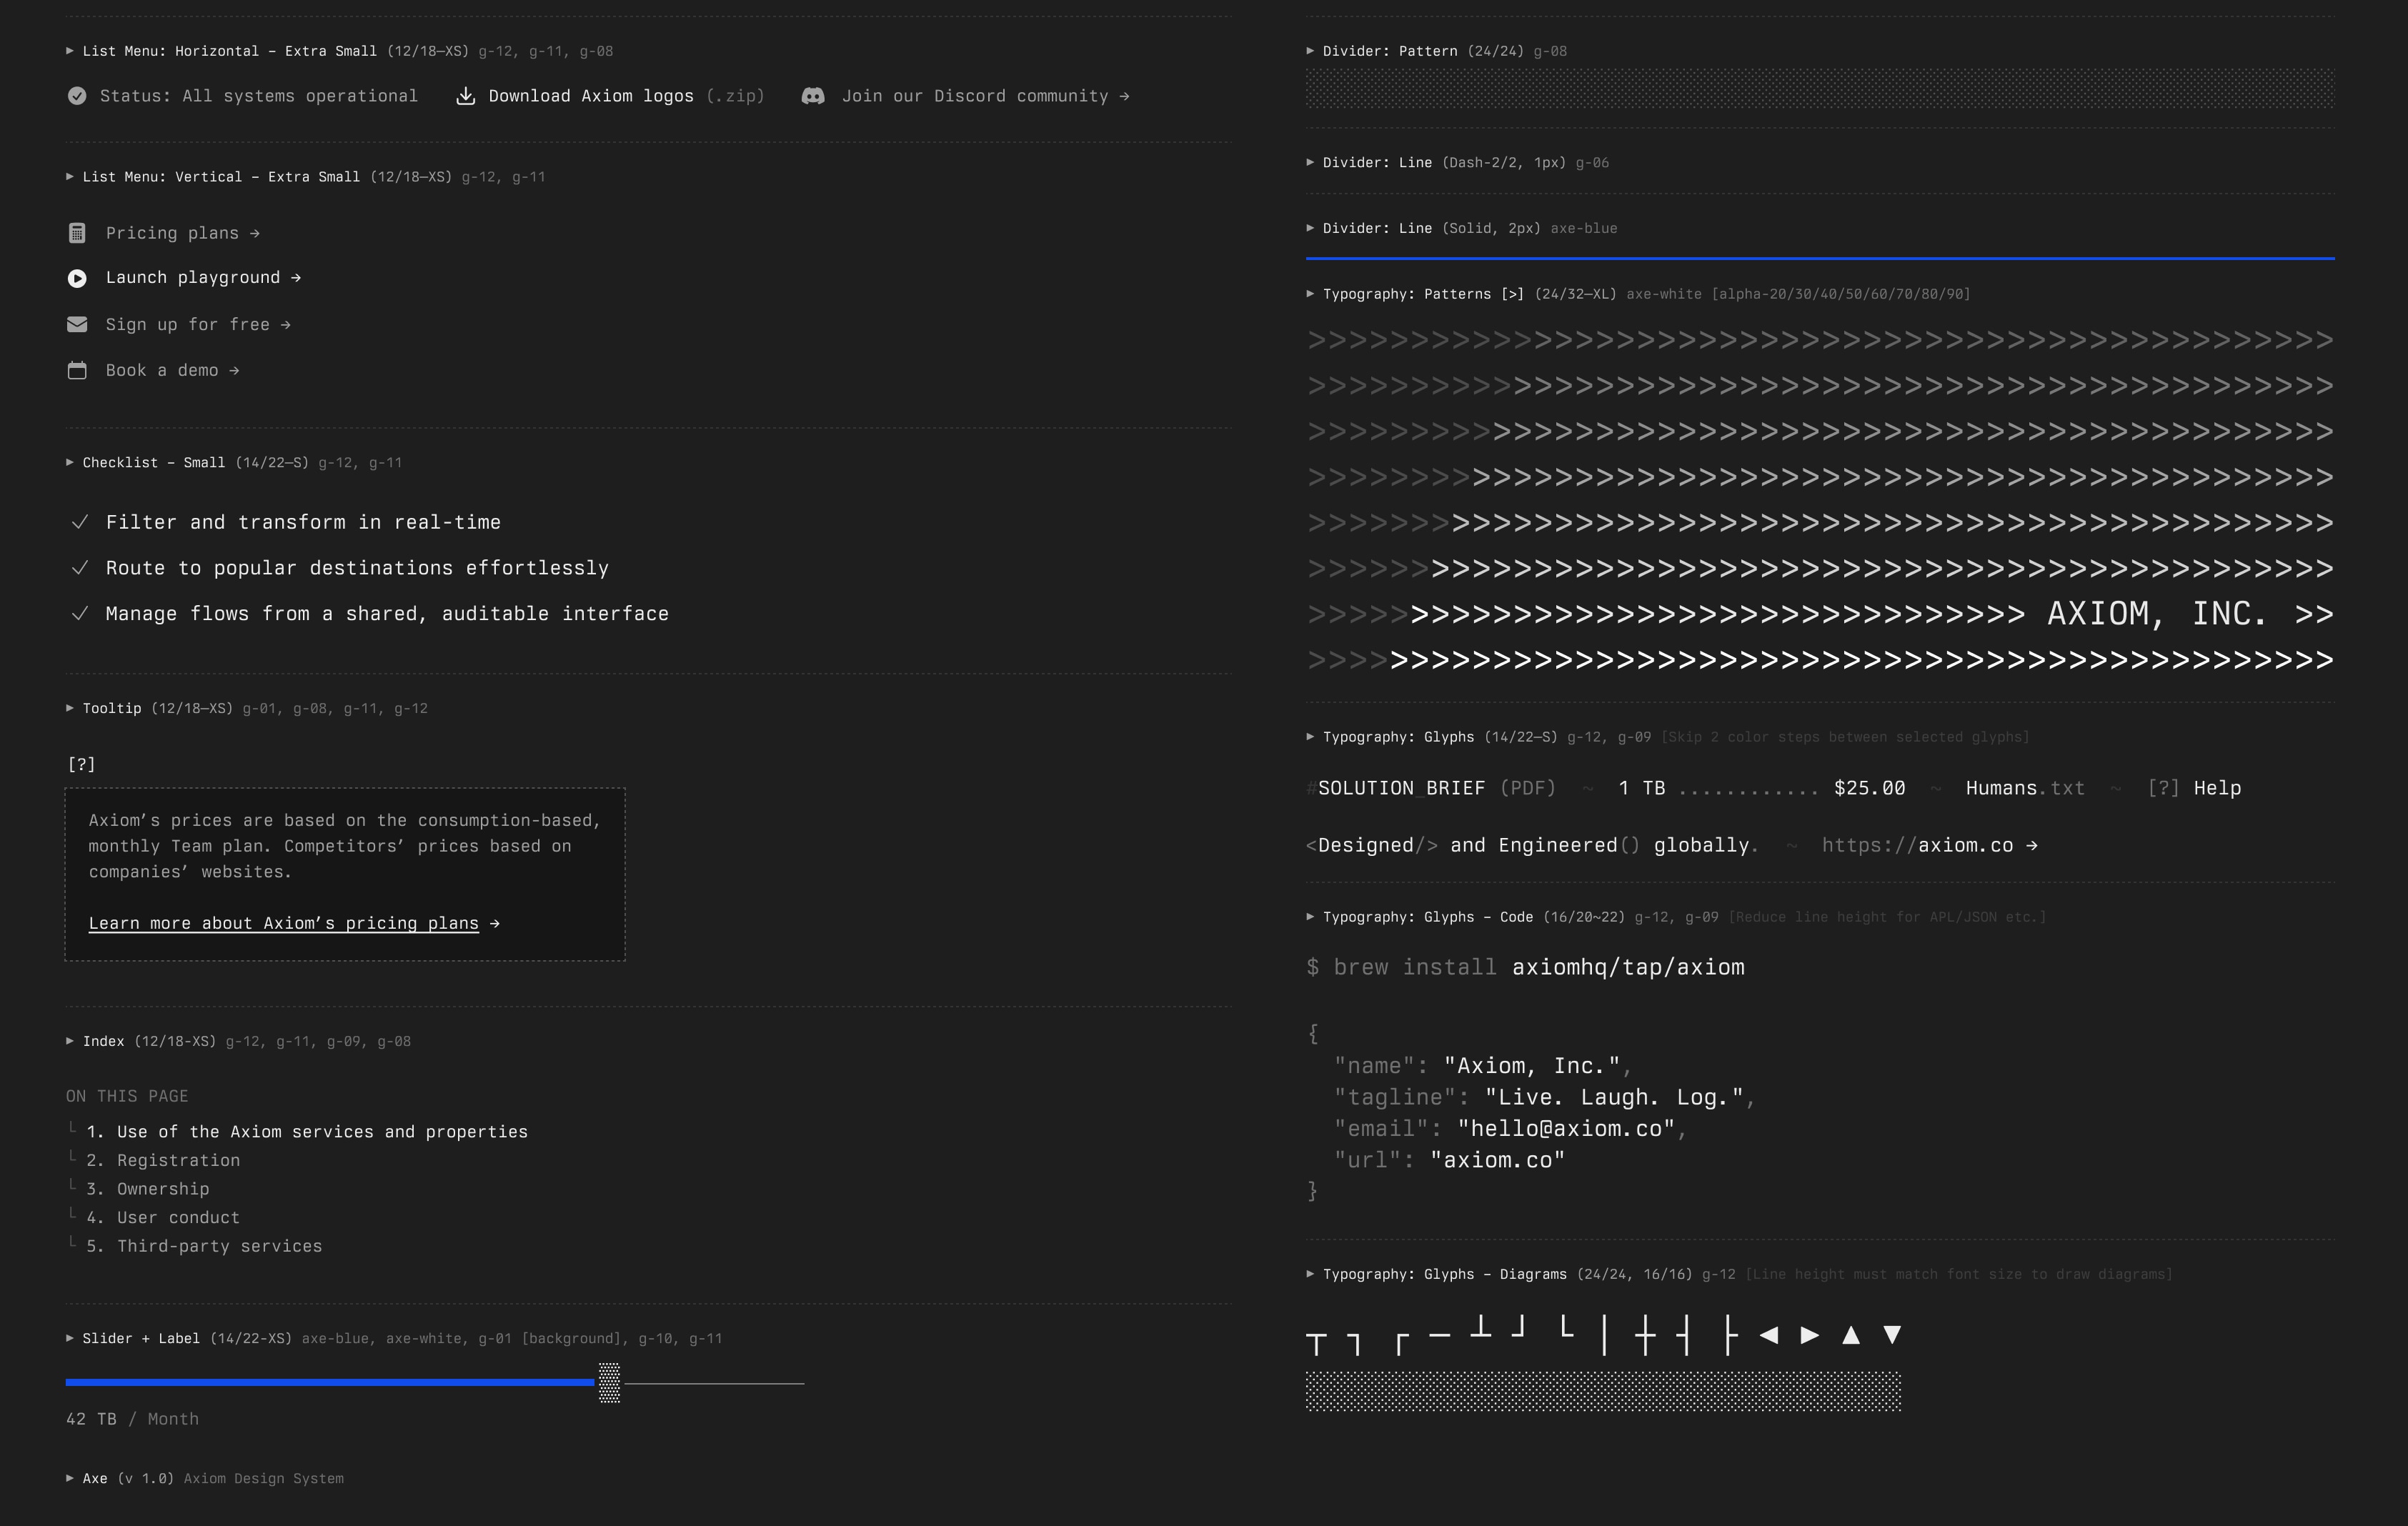 ▶ List Menu: Horizontal – Extra Small (12/18–XS) g-12, g-11, g-08
Status: All systems operational
Download Axiom logos (.zip)
Join our Discord community →
▶ List Menu: Vertical – Extra Small (12/18–XS) g-12, g-11
Pricing plans →
Launch playground →
Sign up for free →
Book a demo →
▶ Checklist – Small (14/22–S) g-12, g-11
✓ Filter and transform in real-time
✓ Route to popular destinations effortlessly
✓ Manage flows from a shared, auditable interface
▶ Tooltip (12/18–XS) g-01, g-08, g-11, g-12
[?]
Axiom’s prices are based on the consumption-based,
monthly Team plan. Competitors’ prices based on
companies’ websites.
Learn more about Axiom’s pricing plans →
▶ Index (12/18-XS) g-12, g-11, g-09, g-08
ON THIS PAGE
└ 1. Use of the Axiom services and properties
└ 2. Registration
└ 3. Ownership
└ 4. User conduct
└ 5. Third-party services
▶ Slider + Label (14/22-XS) axe-blue, axe-white, g-01 [background], g-10, g-11
42 TB / Month
▶ Axe (v 1.0) Axiom Design System
▶ Divider: Pattern (24/24) g-08
▶ Divider: Line (Dash-2/2, 1px) g-06
▶ Divider: Line (Solid, 2px) axe-blue
▶ Typography: Patterns [>] (24/32–XL) axe-white [alpha-20/30/40/50/60/70/80/90]
>>>>>>>>>>>>>>>>>>>>>>>>>>>>>>>>>>>>>>>>>>>>>>>>>>
>>>>>>>>>>>>>>>>>>>>>>>>>>>>>>>>>>>>>>>>>>>>>>>>>>
>>>>>>>>>>>>>>>>>>>>>>>>>>>>>>>>>>>>>>>>>>>>>>>>>>
>>>>>>>>>>>>>>>>>>>>>>>>>>>>>>>>>>>>>>>>>>>>>>>>>>
>>>>>>>>>>>>>>>>>>>>>>>>>>>>>>>>>>>>>>>>>>>>>>>>>>
>>>>>>>>>>>>>>>>>>>>>>>>>>>>>>>>>>>>>>>>>>>>>>>>>>
>>>>>>>>>>>>>>>>>>>>>>>>>>>>>>>>>>> AXIOM, INC. >>
>>>>>>>>>>>>>>>>>>>>>>>>>>>>>>>>>>>>>>>>>>>>>>>>>>
▶ Typography: Glyphs (14/22–S) g-12, g-09 [Skip 2 color steps between selected glyphs]
#SOLUTION_BRIEF (PDF) ~ 1 TB ............ $25.00 ~ Humans.txt ~ [?] Help
<Designed/> and Engineered() globally. ~ https://axiom.co →
▶ Typography: Glyphs – Code (16/20~22) g-12, g-09 [Reduce line height for APL/JSON etc.]
$ brew install axiomhq/tap/axiom
{
"name": "Axiom, Inc.",
"tagline": "Live. Laugh. Log.",
"email": "hello@axiom.co",
"url": "axiom.co"
}
▶ Typography: Glyphs – Diagrams (24/24, 16/16) g-12 [Line height must match font size to draw diagrams]
┬ ┐ ┌ ─ ┴ ┘ └ │ ┼ ┤ ├ ◀ ▶ ▲ ▼